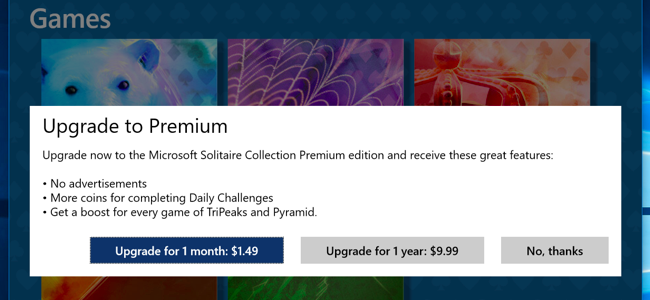 Games
Upgrade to Premium
Upgrade now to the Microsoft Solitaire Collection Premium edition and receive these great features:
• No advertisements
• More coins for completing Daily Challenges
• Get a boost for every game of TriPeaks and Pyramid.
Upgrade for 1 month: $1.49 Upgrade for 1 year: $9.99 No, thanks